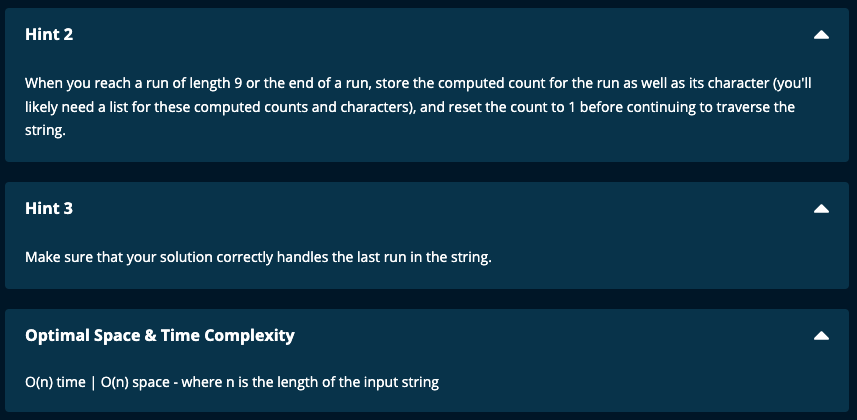 Hint 2
When you reach a run of length 9 or the end of a run, store the computed count for the run as well as its character (you'll
likely need a list for these computed counts and characters), and reset the count to 1 before continuing to traverse the
string.
Hint 3
Make sure that your solution correctly handles the last run in the string.
Optimal Space & Time Complexity
O(n) time | O(n) space - where n is the length of the input string